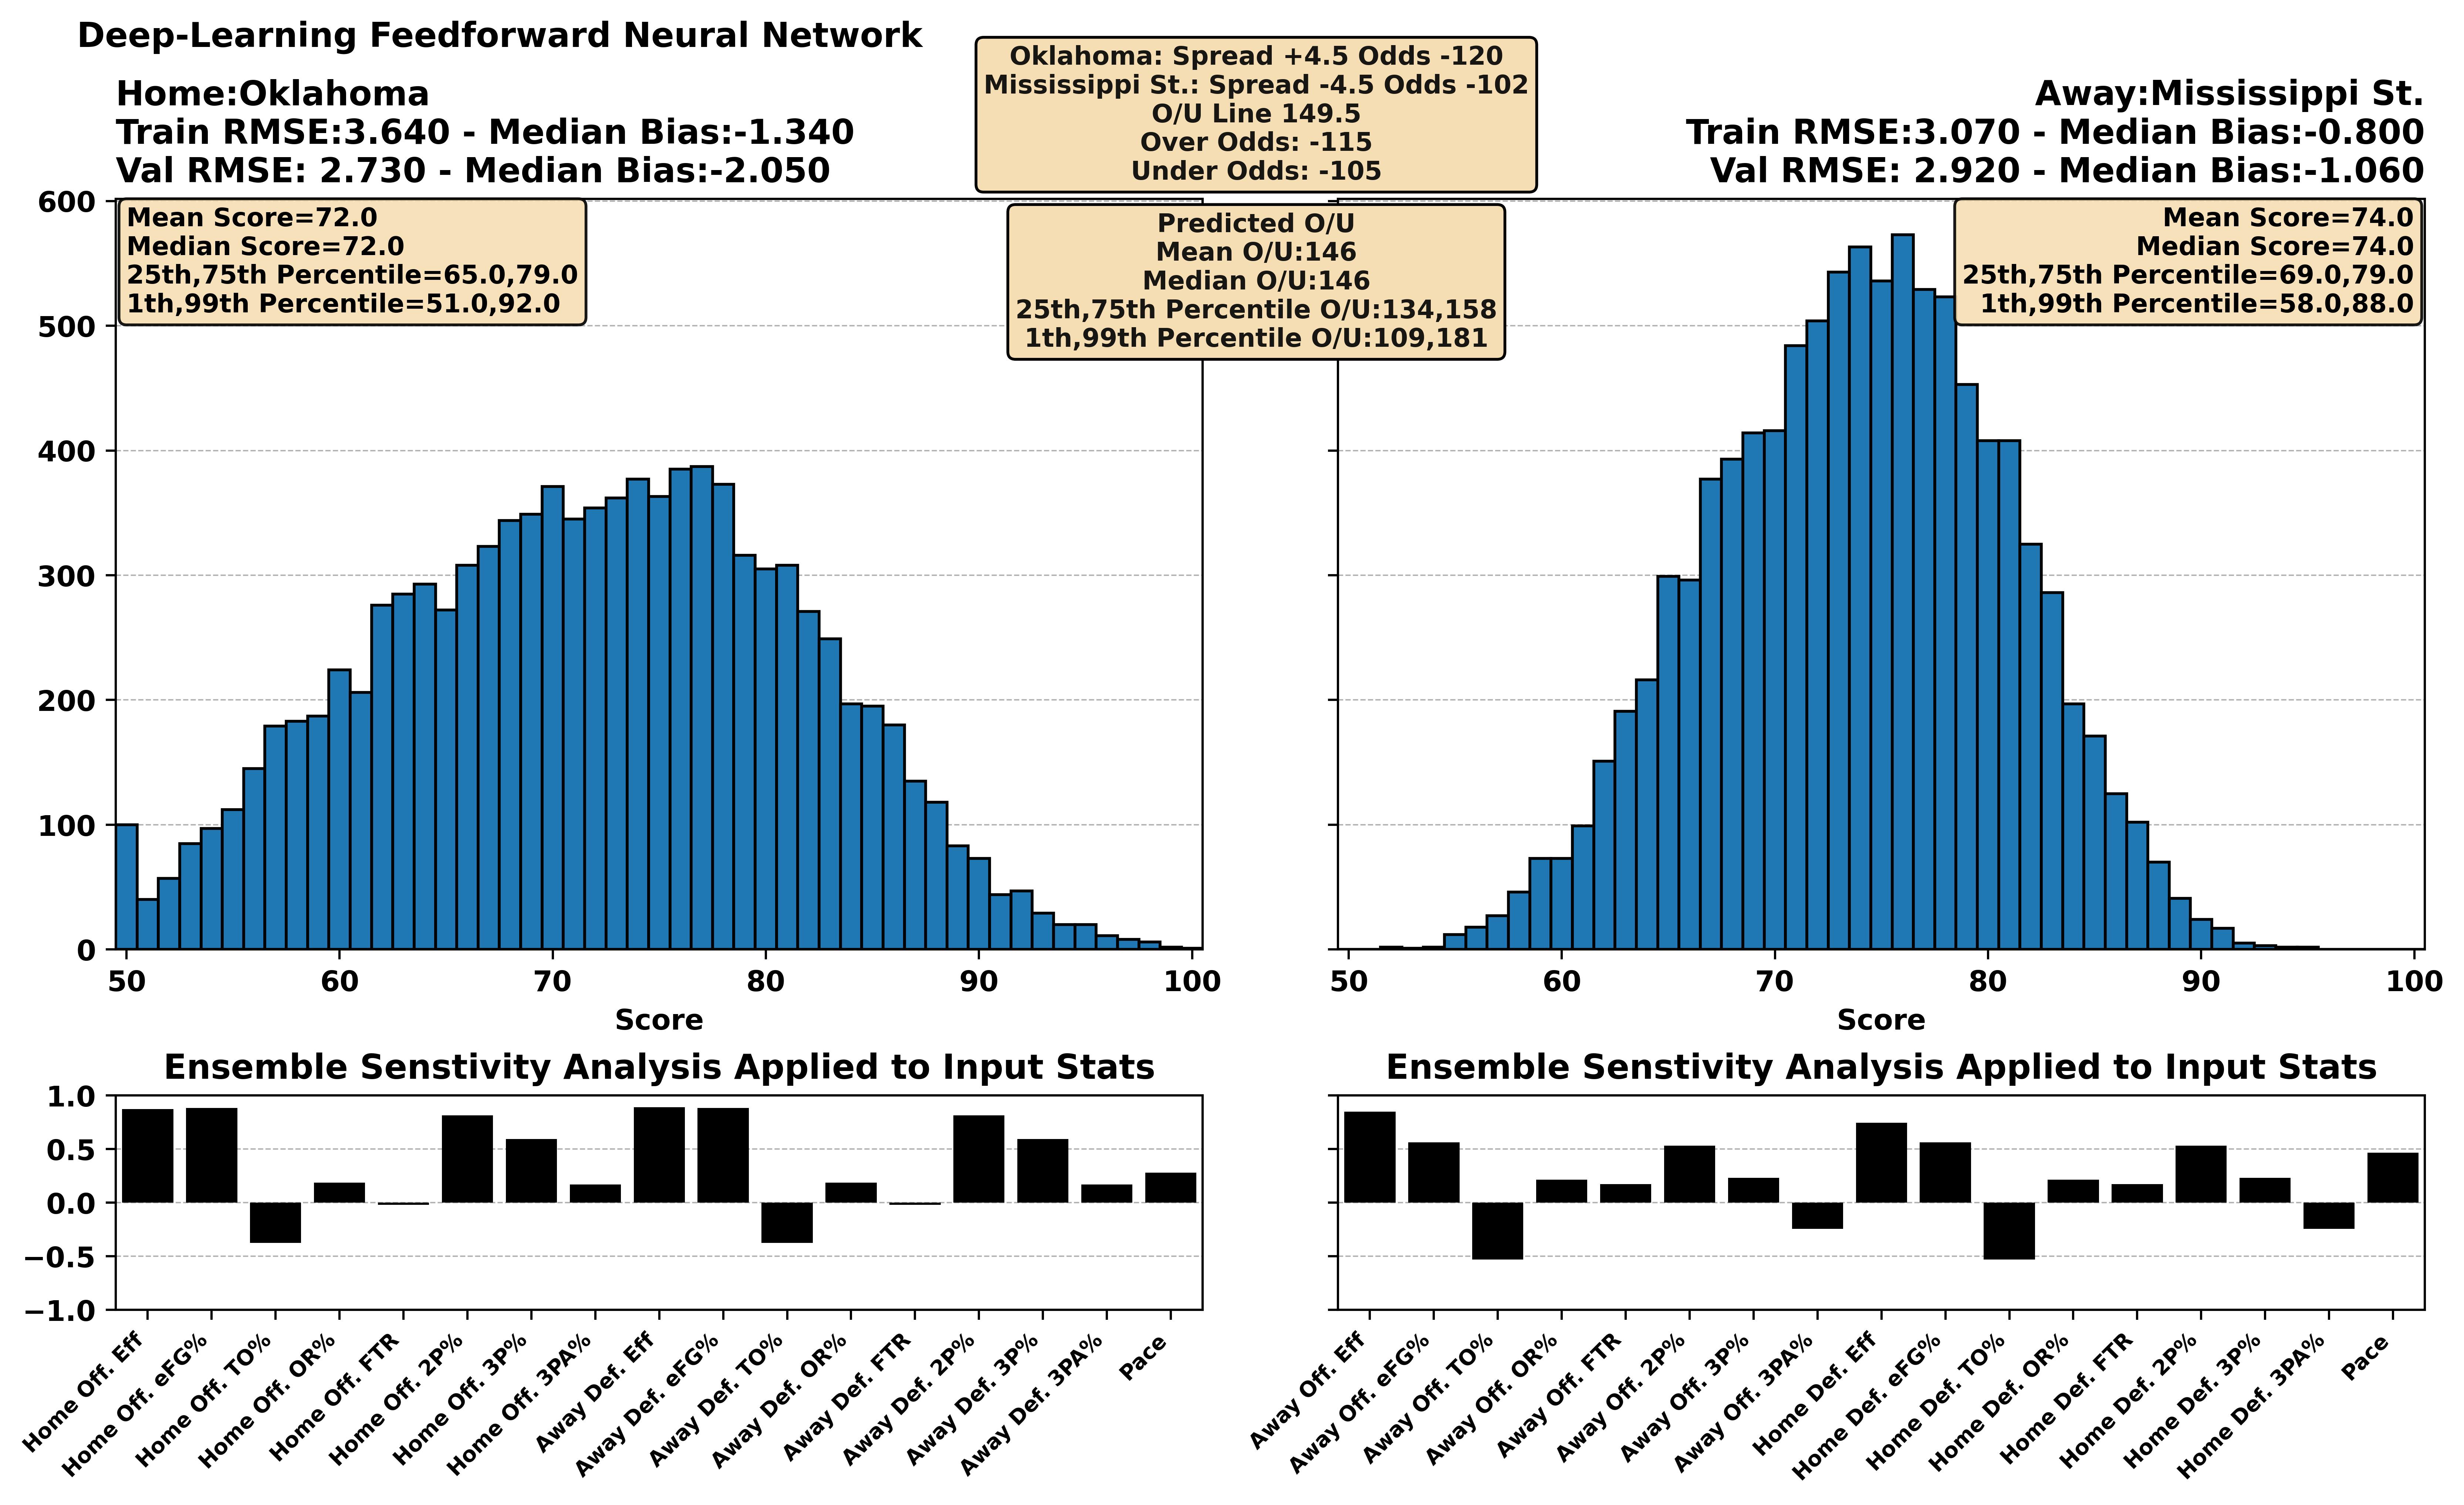 Deep-Learning Feedforward Neural Network
Oklahoma: Spread +4.5 Odds -120
Mississippi St.: Spread -4.5 Odds -102
O/U Line 149.5
Over Odds: -115
Under Odds: -105
Home:Oklahoma
Train RMSE:3.640 - Median Bias:-1.340
Val RMSE: 2.730 - Median Bias:-2.050
Away:Mississippi St.
Train RMSE:3.070 - Median Bias:-0.800
Val RMSE: 2.920 - Median Bias:-1.060
Mean Score=72.0
Median Score=72.0
25th,75th Percentile=65.0,79.0
1th,99th Percentile=51.0,92.0
Predicted O/U
Mean O/U:146
Median O/U:146
25th,75th Percentile O/U:134,158
1th,99th Percentile O/U:109,181
Mean Score=74.0
Median Score=74.0
25th,75th Percentile=69.0,79.0
1th,99th Percentile=58.0,88.0
600
500
400
300
200
100
0
50 60 70 80 90 100
Score
50 60 70 80 90 100
Score
Ensemble Senstivity Analysis Applied to Input Stats
1.0
0.5
0.0
−0.5
−1.0
Home Off. Eff
Home Off. eFG%
Home Off. TO%
Home Off. OR%
Home Off. FTR
Home Off. 2P%
Home Off. 3P%
Home Off. 3PA%
Away Def. Eff
Away Def. eFG%
Away Def. TO%
Away Def. OR%
Away Def. FTR
Away Def. 2P%
Away Def. 3P%
Away Def. 3PA%
Pace
Ensemble Senstivity Analysis Applied to Input Stats
Away Off. Eff
Away Off. eFG%
Away Off. TO%
Away Off. OR%
Away Off. FTR
Away Off. 2P%
Away Off. 3P%
Away Off. 3PA%
Home Def. Eff
Home Def. eFG%
Home Def. TO%
Home Def. OR%
Home Def. FTR
Home Def. 2P%
Home Def. 3P%
Home Def. 3PA%
Pace